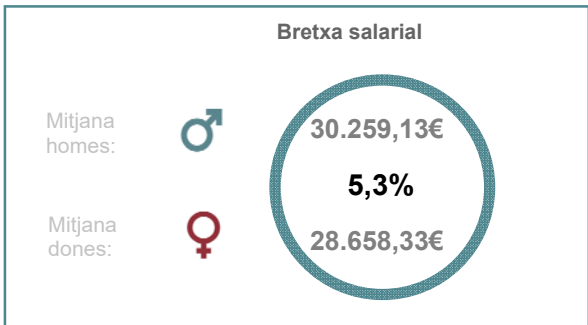 Bretxa salarial
Mitjana
homes:
30.259,13€
5,3%
Mitjana
dones:
28.658,33€